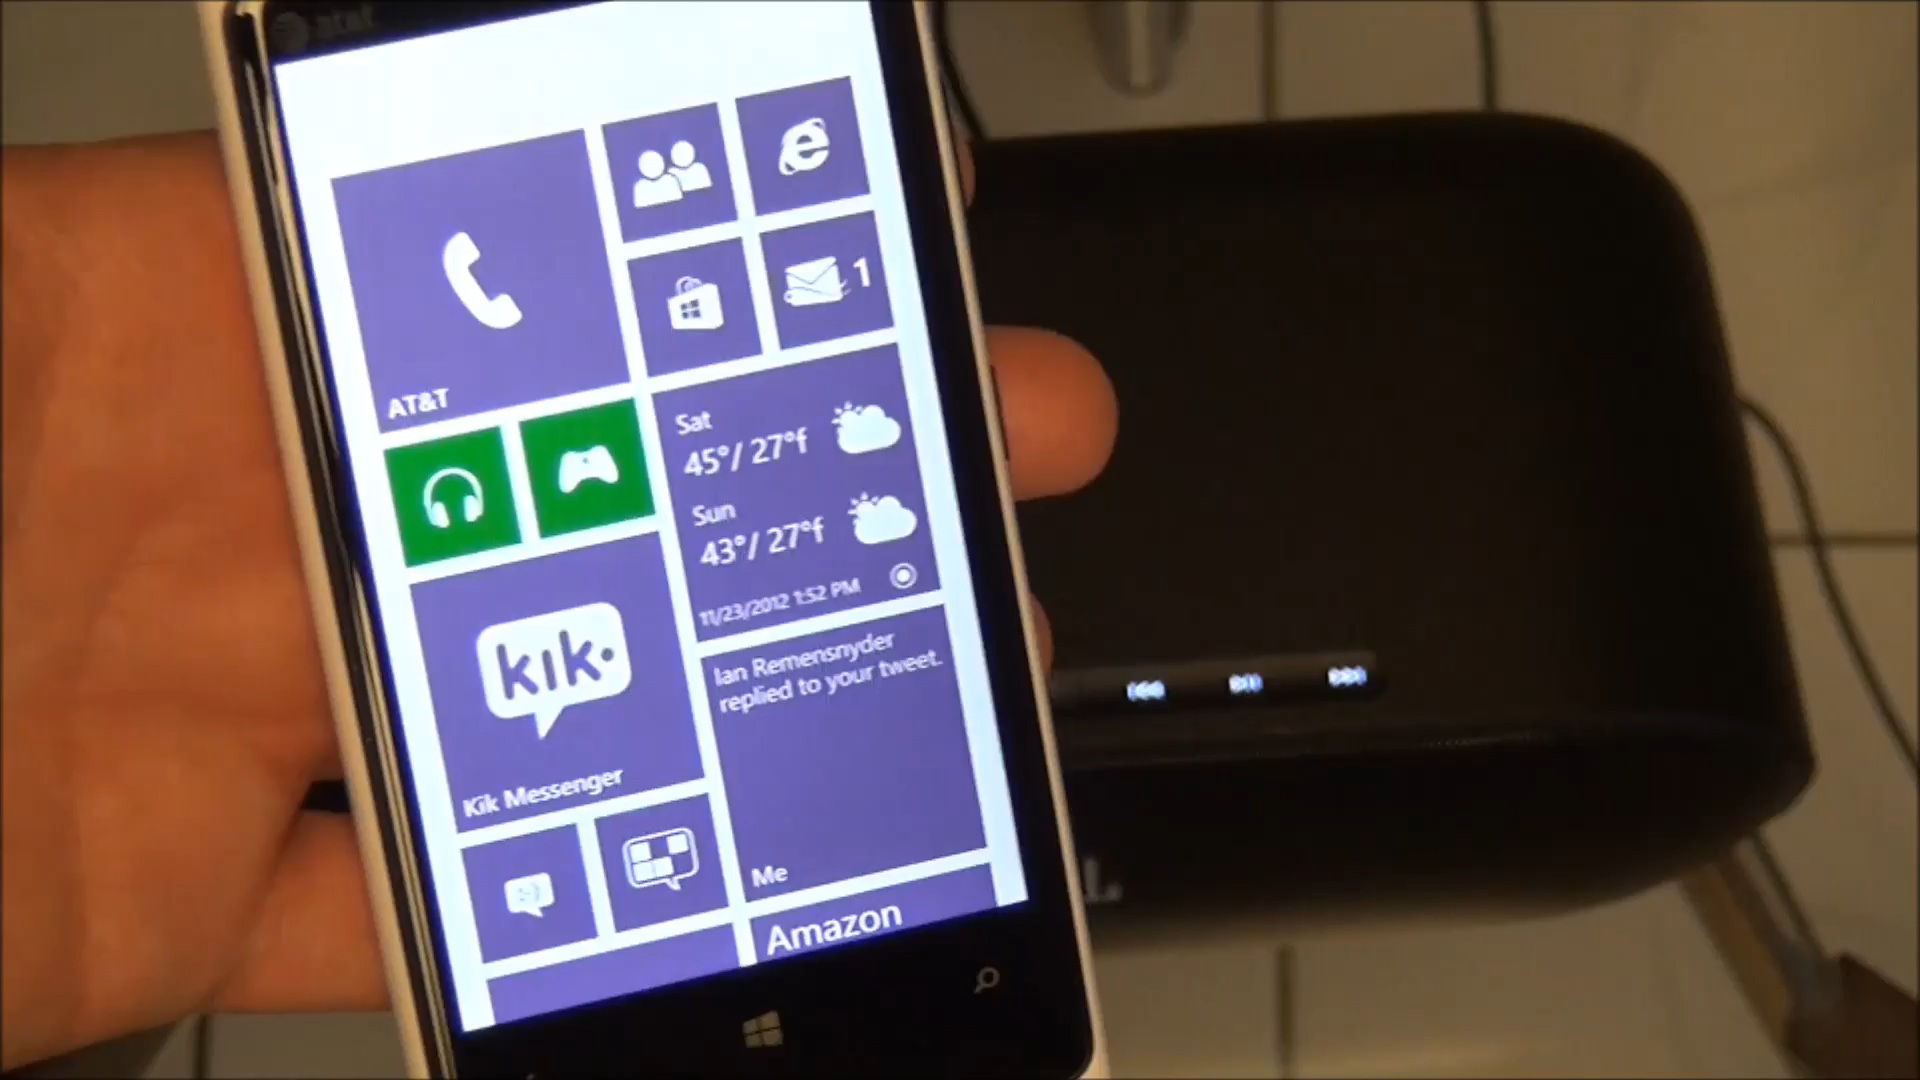 at&t
AT&T
1
Sat
45°/ 27°f
Sun
43°/ 27°f
11/23/2012 1:52 PM
kik·
Kik Messenger
Ian Remensnyder
replied to your tweet.
Me
:-)
Amazon
L